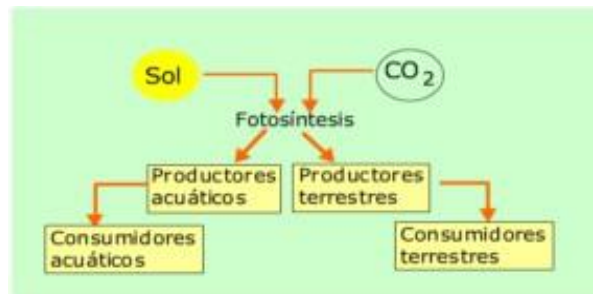 Sol
CO2
Fotosíntesis
Productores
acuáticos
Productores
terrestres
Consumidores
acuáticos
Consumidores
terrestres